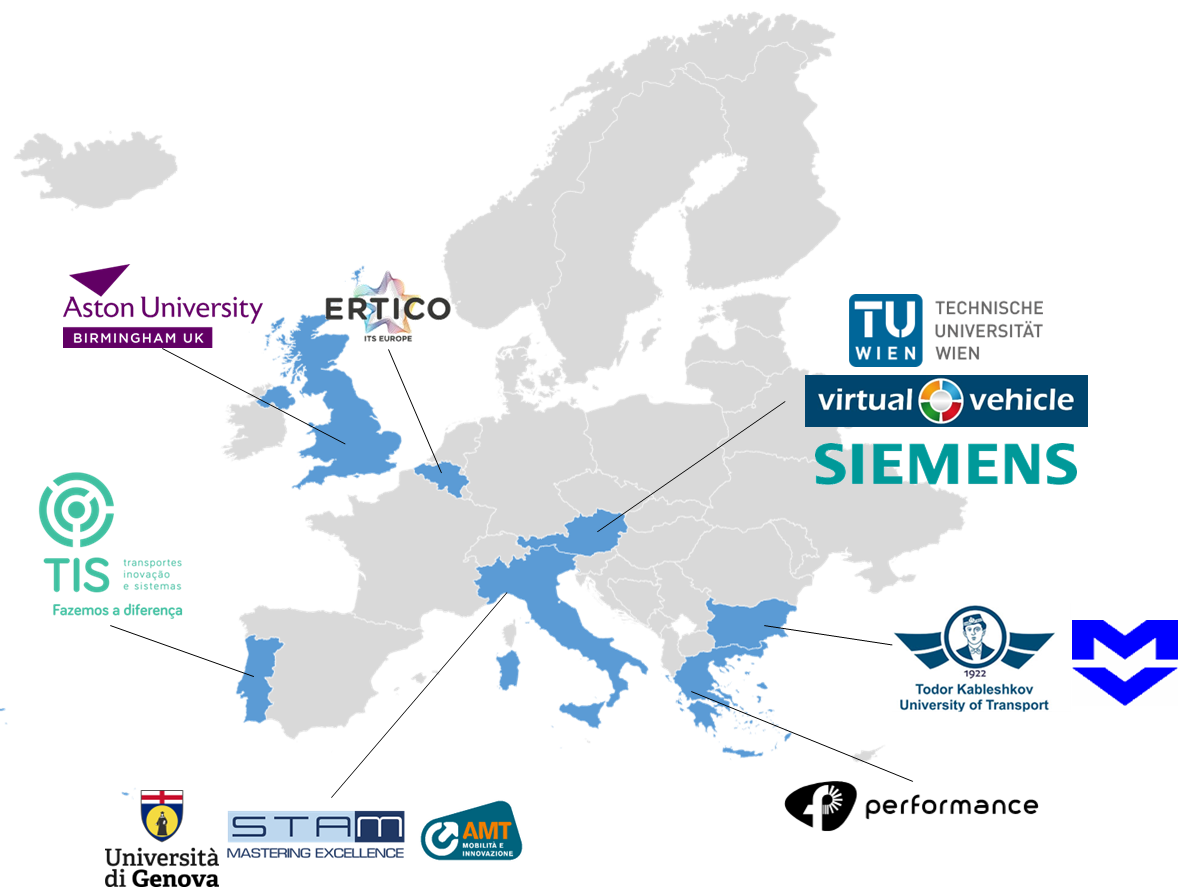 Aston University
BIRMINGHAM UK
ERTICO
ITS EUROPE
TU
WIEN
TECHNISCHE
UNIVERSITÄT
WIEN
virtual vehicle
SIEMENS
TIS
transportes
inovação
e sistemas
Fazemos a diferença
1922
Todor Kableshkov
University of Transport
performance
Università
di Genova
STAM
MASTERING EXCELLENCE
AMT
MOBILITÀ E
INNOVAZIONE